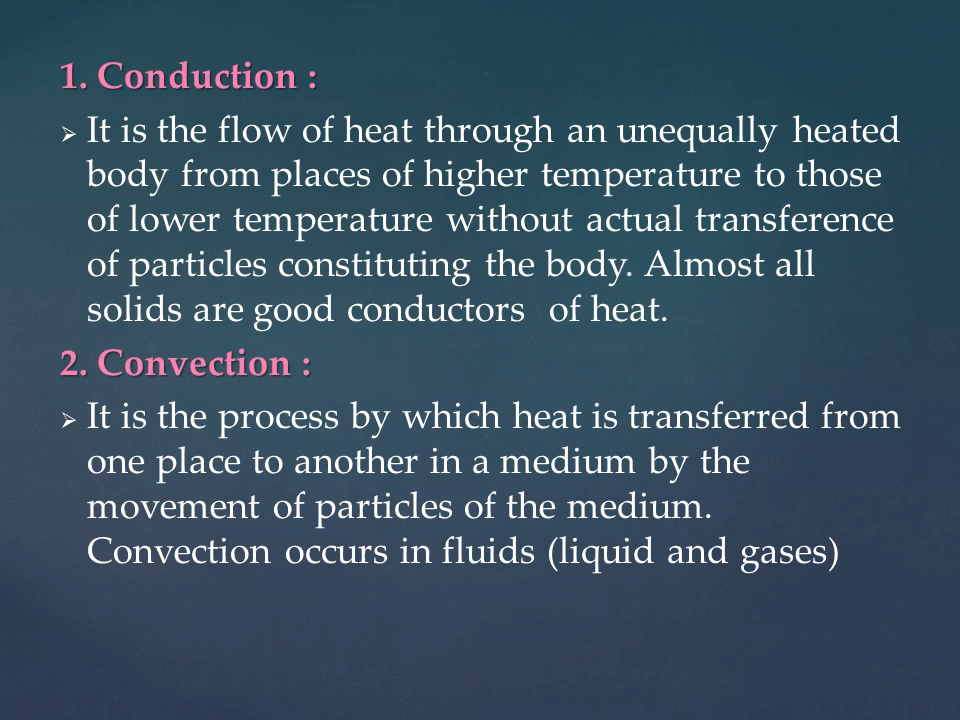 1. Conduction :
➢ It is the flow of heat through an unequally heated
body from places of higher temperature to those
of lower temperature without actual transference
of particles constituting the body. Almost all
solids are good conductors of heat.
2. Convection :
➢ It is the process by which heat is transferred from
one place to another in a medium by the
movement of particles of the medium.
Convection occurs in fluids (liquid and gases)